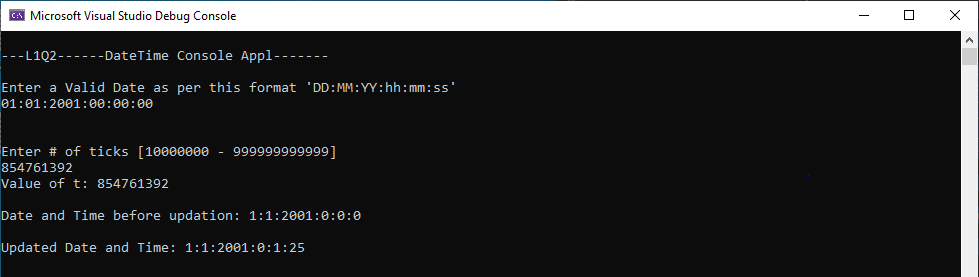 Microsoft Visual Studio Debug Console
---L1Q2------DateTime Console Appl-------
Enter a Valid Date as per this format 'DD:MM:YY:hh:mm:ss'
01:01:2001:00:00:00
Enter # of ticks [10000000 - 999999999999]
854761392
Value of t: 854761392
Date and Time before updation: 1:1:2001:0:0:0
Updated Date and Time: 1:1:2001:0:1:25